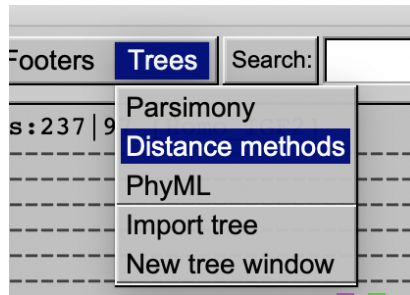 Footers Trees Search:
Parsimony
s:237|9
Distance methods
PhyML
Import tree
New tree window